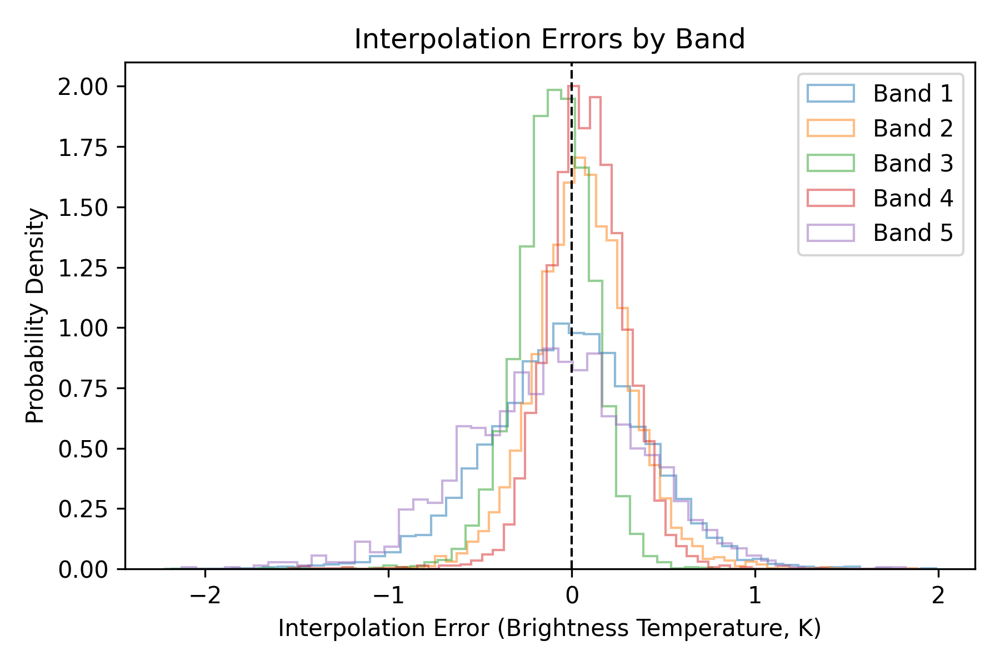 Interpolation Errors by Band
Probability Density
2.00
1.75
1.50
1.25
1.00
0.75
0.50
0.25
0.00
−2
−1
0
1
2
Interpolation Error (Brightness Temperature, K)
Band 1
Band 2
Band 3
Band 4
Band 5